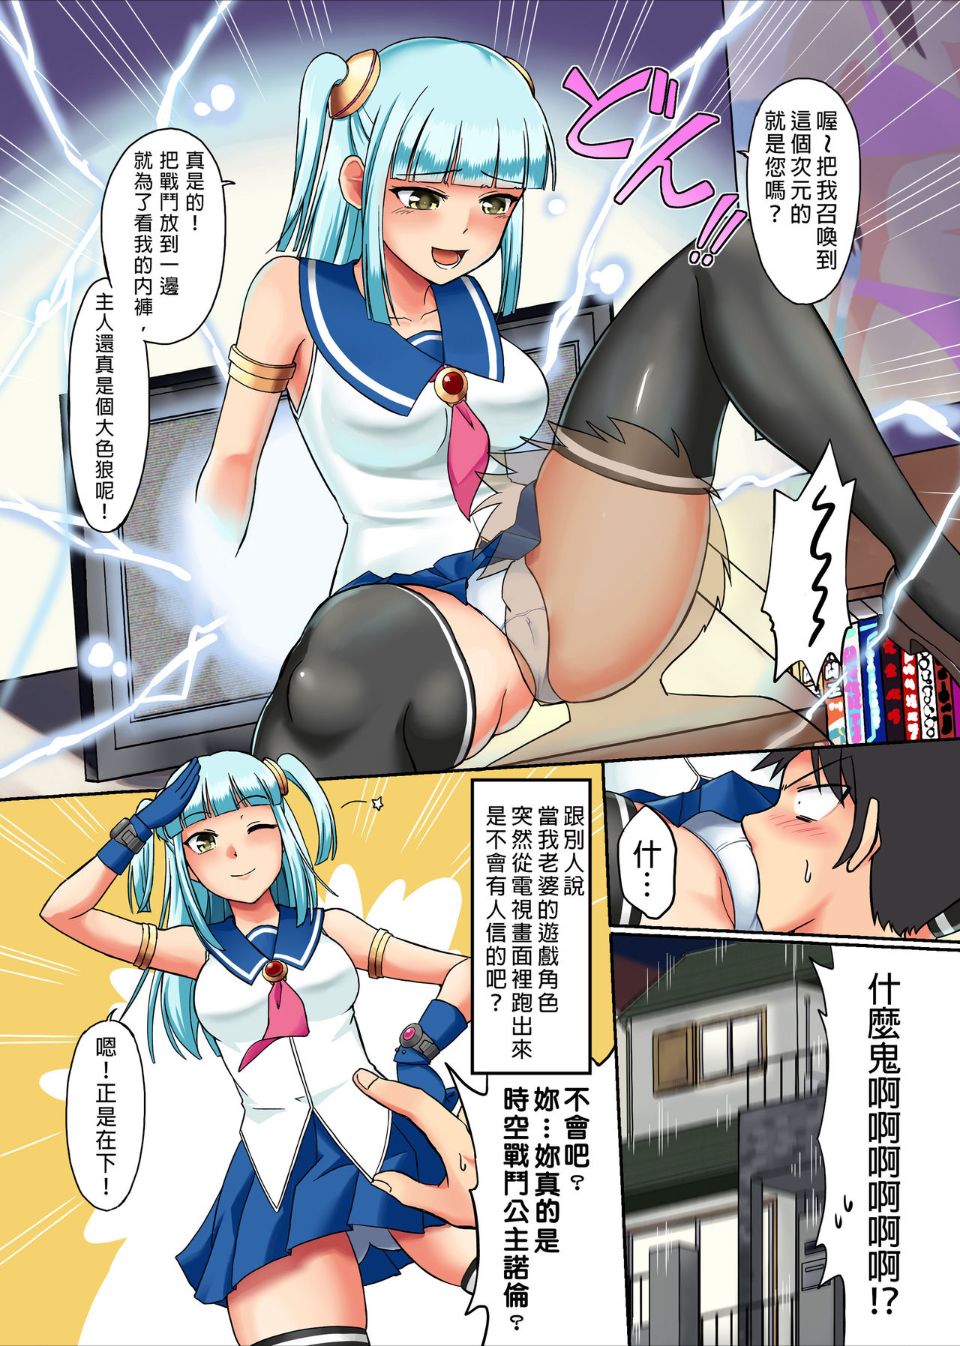 喔~把我召喚到
這個次元的
就是您嗎？
どん!!
真是的！
把戰鬥放到一邊
就為了看我的內褲，
主人還真是個大色狼呢！
什…
什麼鬼啊啊啊啊啊啊!?
跟別人說
當我老婆的遊戲角色
突然從電視畫面裡跑出來
是不會有人信的吧？
不會吧？
妳…妳真的是
時空戰鬥公主諾倫？
嗯！正是在下！